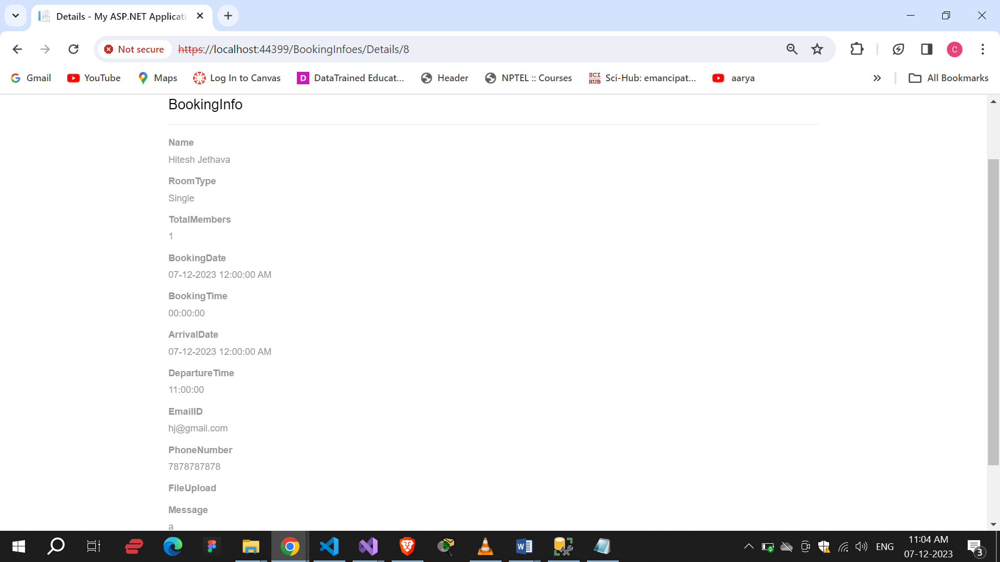 Details - My ASP.NET Applicati
Not secure
https://localhost:44399/BookingInfoes/Details/8
C
Gmail
YouTube
Maps
Log In to Canvas
D
DataTrained Educat...
Header
NPTEL :: Courses
SCI HUB
Sci-Hub: emancipat...
aarya
All Bookmarks
BookingInfo
Name
Hitesh Jethava
RoomType
Single
TotalMembers
1
BookingDate
07-12-2023 12:00:00 AM
BookingTime
00:00:00
ArrivalDate
07-12-2023 12:00:00 AM
DepartureTime
11:00:00
EmailID
hj@gmail.com
PhoneNumber
7878787878
FileUpload
Message
a
ENG
11:04 AM
07-12-2023
3